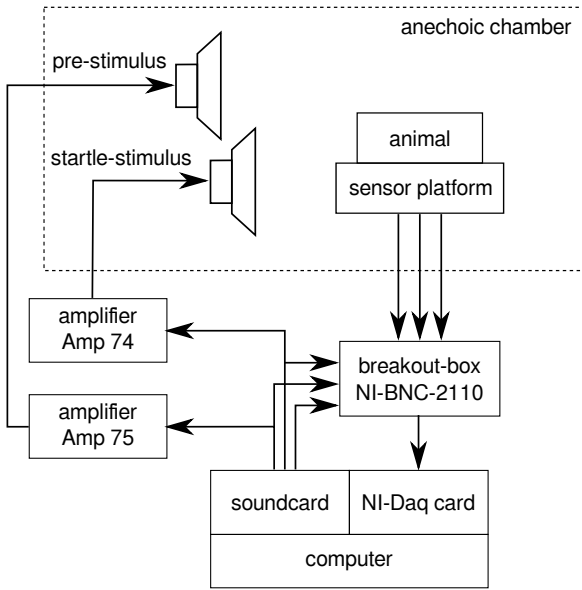 anechoic chamber
pre-stimulus
startle-stimulus
animal
sensor platform
amplifier
Amp 74
breakout-box
NI-BNC-2110
amplifier
Amp 75
soundcard
NI-Daq card
computer